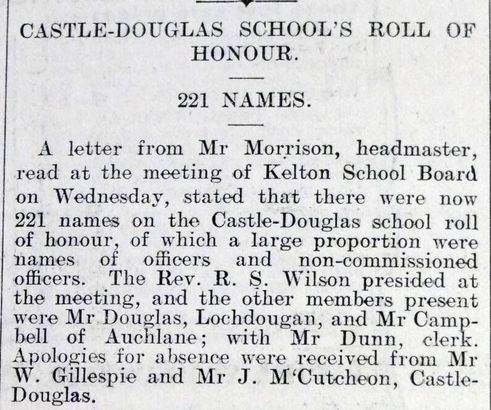 CASTLE-DOUGLAS SCHOOL'S ROLL OF
HONOUR.
221 NAMES.
A letter from Mr Morrison, headmaster,
read at the meeting of Kelton School Board
on Wednesday, stated that there were now
221 names on the Castle-Douglas school roll
of honour, of which a large proportion were
names of officers and non-commissioned
officers. The Rev. R. S. Wilson presided at
the meeting, and the other members present
were Mr Douglas, Lochdougan, and Mr Camp-
bell of Auchlane; with Mr Dunn, clerk.
Apologies for absence were received from Mr
W. Gillespie and Mr J. M'Cutcheon, Castle-
Douglas.